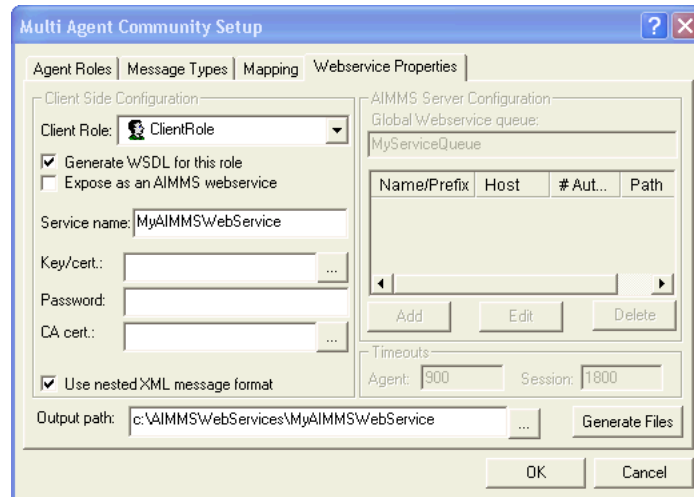 Multi Agent Community Setup
Agent Roles Message Types Mapping Webservice Properties
Client Side Configuration
Client Role: ClientRole
Generate WSDL for this role
Expose as an AIMMS webservice
Service name: MyAIMMSWebService
Key/cert.: ...
Password:
CA cert.: ...
Use nested XML message format
AIMMS Server Configuration
Global Webservice queue:
MyServiceQueue
Name/Prefix Host # Aut... Path
Add Edit Delete
Timeouts
Agent: 900 Session: 1800
Output path: c:\AIMMSWebServices\MyAIMMSWebService ... Generate Files
OK Cancel